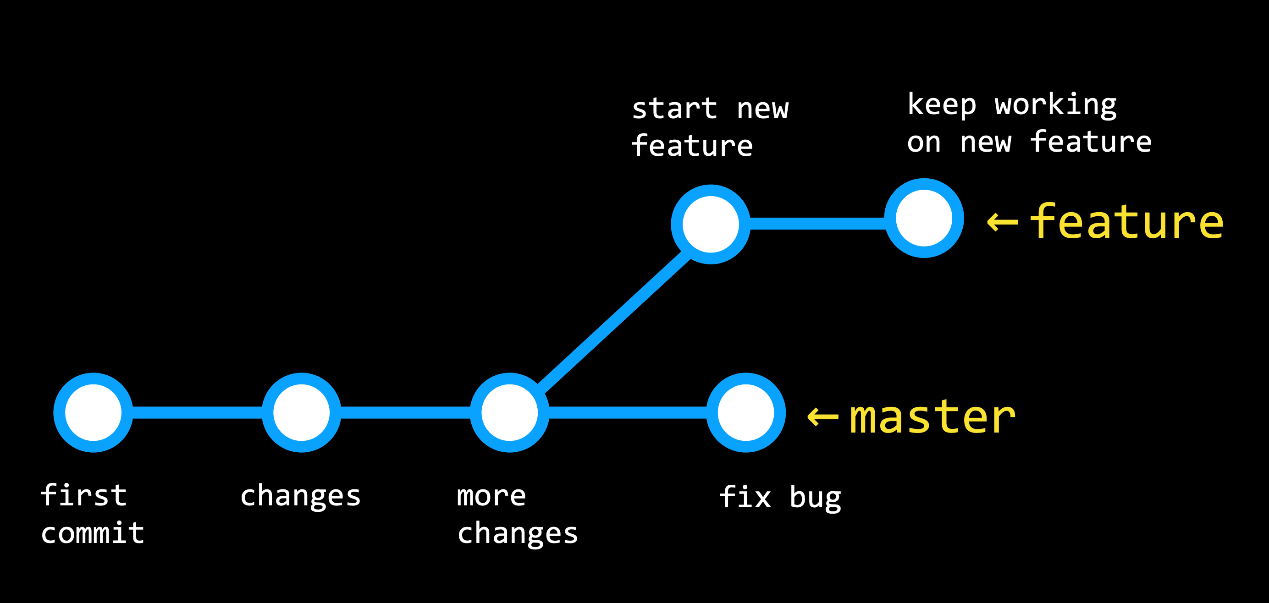 start new
feature
keep working
on new feature
←feature
←master
first
commit
changes
more
changes
fix bug